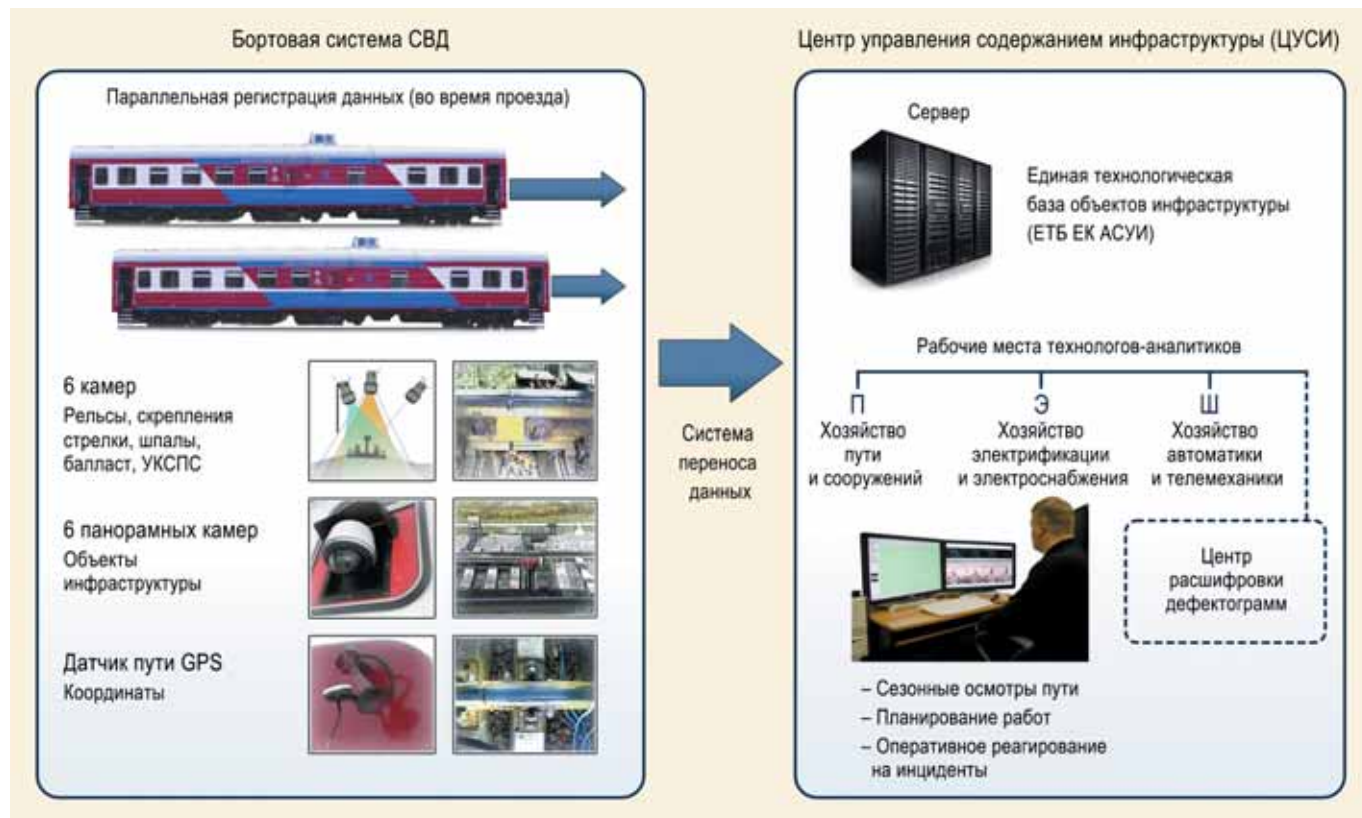 Бортовая система СВД
Параллельная регистрация данных (во время проезда)
6 камер
Рельсы, скрепления
стрелки, шпалы,
балласт, УКСПС
6 панорамных камер
Объекты
инфраструктуры
Датчик пути GPS
Координаты
Система
переноса
данных
Центр управления содержанием инфраструктуры (ЦУСИ)
Сервер
Единая технологическая
база объектов инфраструктуры
(ЕТБ ЕК АСУИ)
Рабочие места технологов-аналитиков
П
Хозяйство
пути
и сооружений
Э
Хозяйство
электрификации
и электроснабжения
Ш
Хозяйство
автоматики
и телемеханики
Центр
расшифровки
дефектограмм
– Сезонные осмотры пути
– Планирование работ
– Оперативное реагирование
на инциденты